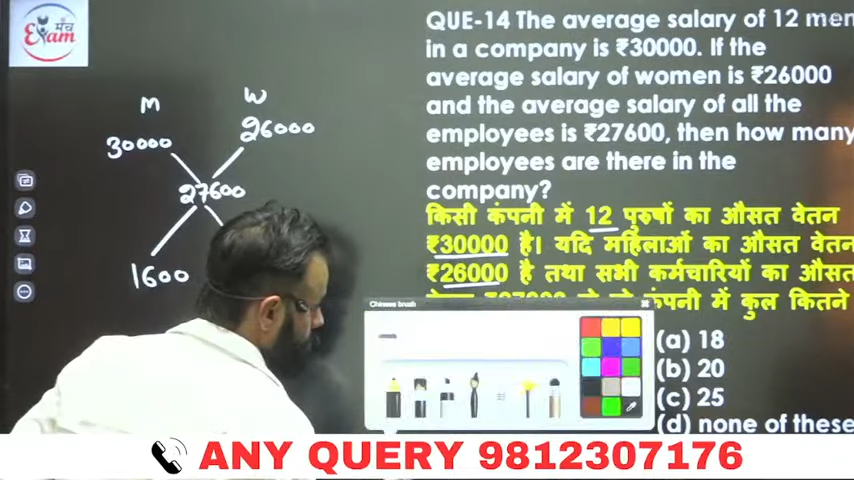 Exam मंच
M
W
30000
26000
27600
1600
QUE-14 The average salary of 12 men
in a company is ₹30000. If the
average salary of women is ₹26000
and the average salary of all the
employees is ₹27600, then how many
employees are there in the
company?
किसी कंपनी में 12 पुरुषों का औसत वेतन
₹30000 है। यदि महिलाओं का औसत वेतन
₹26000 है तथा सभी कर्मचारियों का औसत
कंपनी में कुल कितने
Chinese brush
(a) 18
(b) 20
(c) 25
(d) none of these
ANY QUERY 9812307176